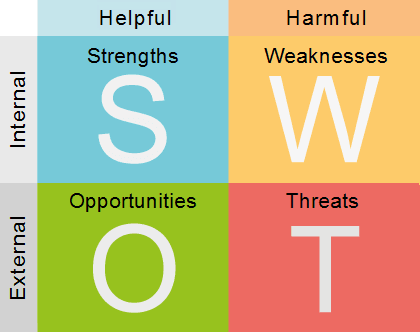 Helpful Harmful
Internal
Strengths Weaknesses
S W
External
Opportunities Threats
O T